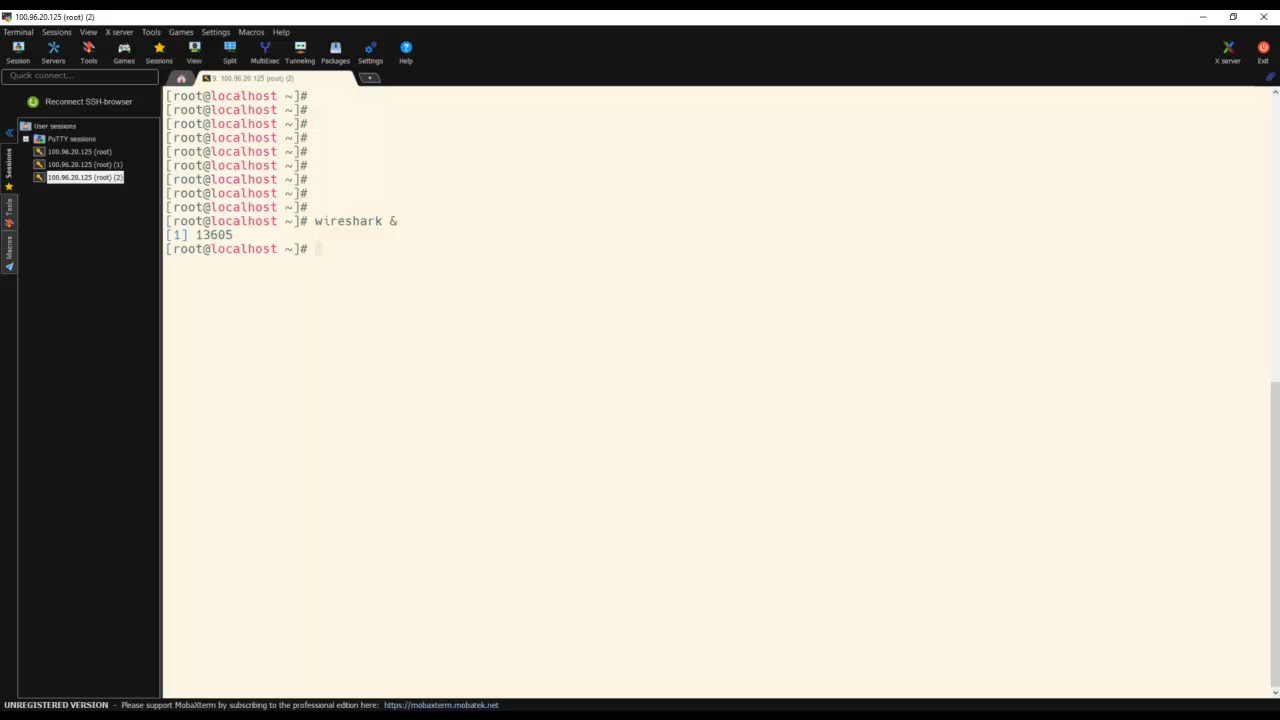 100.96.20.125 (root) (2)
Terminal Sessions View X server Tools Games Settings Macros Help
Session Servers Tools Games Sessions View Split MultiExec Tunneling Packages Settings Help X server Exit
Quick connect...
9. 100.96.20.125 (root) (2)
Reconnect SSH-browser
User sessions
PuTTY sessions
100.96.20.125 (root)
100.96.20.125 (root) (1)
100.96.20.125 (root) (2)
Sessions
Tools
Macros
[root@localhost ~]#
[root@localhost ~]#
[root@localhost ~]#
[root@localhost ~]#
[root@localhost ~]#
[root@localhost ~]#
[root@localhost ~]#
[root@localhost ~]#
[root@localhost ~]#
[root@localhost ~]# wireshark &
[1] 13605
[root@localhost ~]#
UNREGISTERED VERSION - Please support MobaXterm by subscribing to the professional edition here: https://mobaxterm.mobatek.net